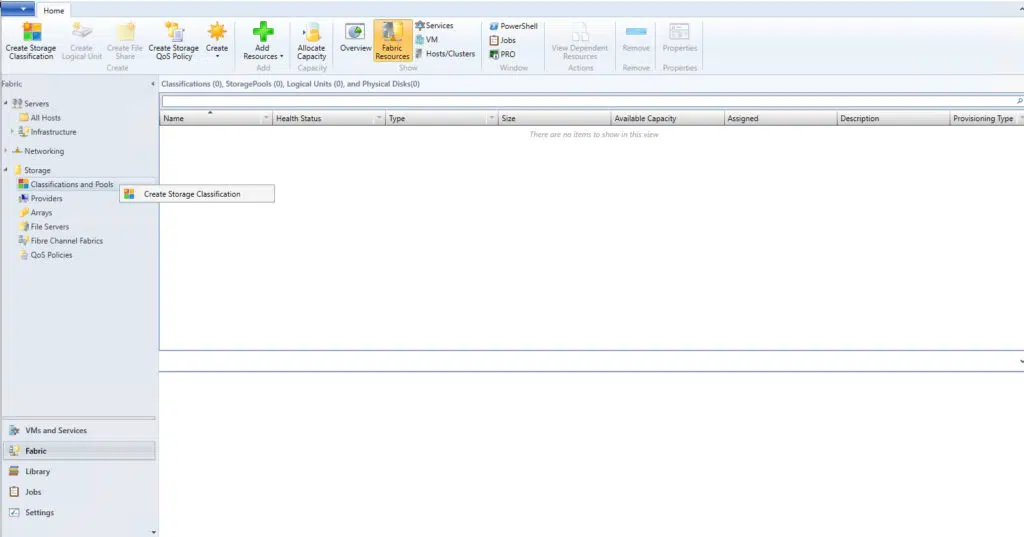 Home
Create Storage Classification
Create Logical Unit
Create File Share
Create Storage QoS Policy
Create
Create
Add Resources
Add
Allocate Capacity
Capacity
Overview
Fabric Resources
Services
VM
Hosts/Clusters
Show
PowerShell
Jobs
PRO
Window
View Dependent Resources
Actions
Remove
Remove
Properties
Properties
Fabric
Servers
All Hosts
Infrastructure
Networking
Storage
Classifications and Pools
Providers
Arrays
File Servers
Fibre Channel Fabrics
QoS Policies
Create Storage Classification
Classifications (0), StoragePools (0), Logical Units (0), and Physical Disks(0)
Name Health Status Type Size Available Capacity Assigned Description Provisioning Type
There are no items to show in this view
VMs and Services
Fabric
Library
Jobs
Settings